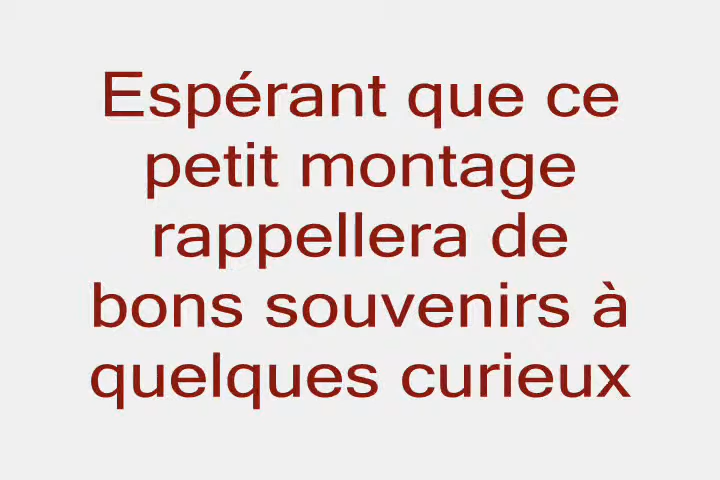 Espérant que ce
petit montage
rappellera de
bons souvenirs à
quelques curieux